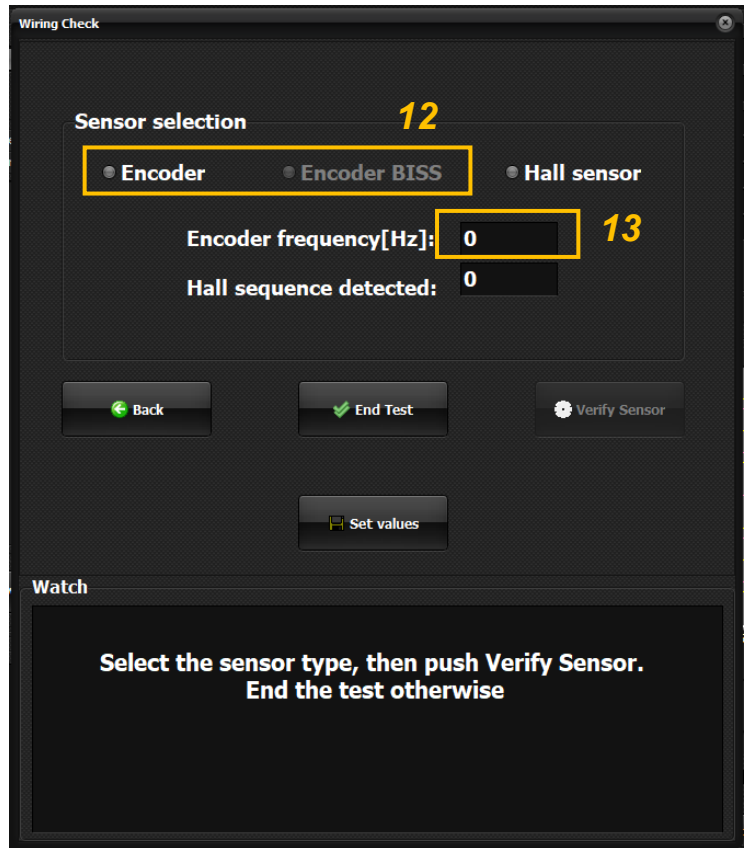 Wiring Check
Sensor selection
12
Encoder
Encoder BISS
Hall sensor
Encoder frequency[Hz]:
0
13
Hall sequence detected:
0
Back
End Test
Verify Sensor
Set values
Watch
Select the sensor type, then push Verify Sensor.
End the test otherwise